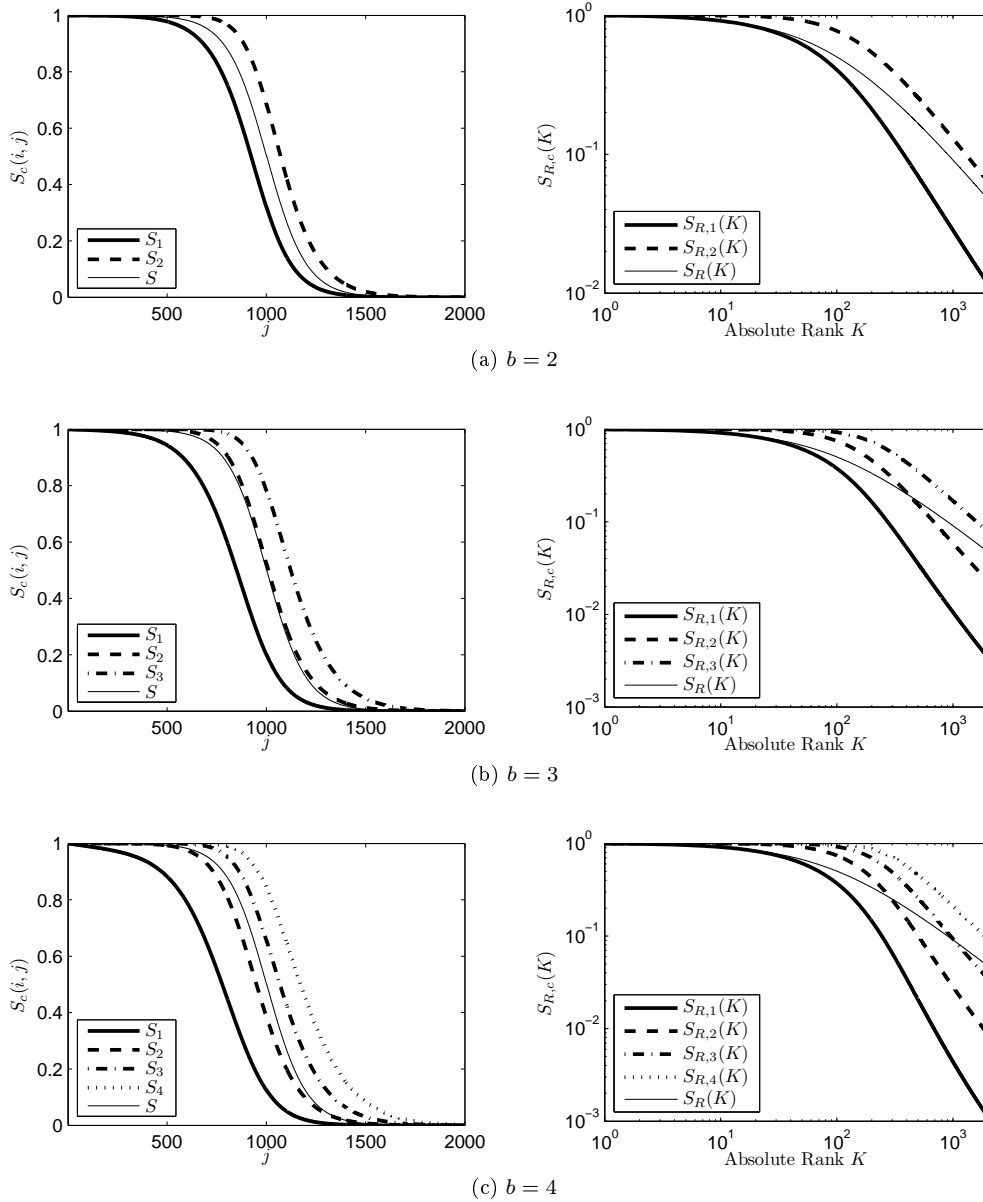 1
0.8
0.6
0.4
0.2
0
500
1000
1500
2000
S_c(i, j)
j
S_1
S_2
S
10^0
10^{-1}
10^{-2}
10^0
10^1
10^2
10^3
S_{R,c}(K)
Absolute Rank K
S_{R,1}(K)
S_{R,2}(K)
S_R(K)
(a) b = 2
1
0.8
0.6
0.4
0.2
0
500
1000
1500
2000
S_c(i, j)
j
S_1
S_2
S_3
S
10^0
10^{-1}
10^{-2}
10^{-3}
10^0
10^1
10^2
10^3
S_{R,c}(K)
Absolute Rank K
S_{R,1}(K)
S_{R,2}(K)
S_{R,3}(K)
S_R(K)
(b) b = 3
1
0.8
0.6
0.4
0.2
0
500
1000
1500
2000
S_c(i, j)
j
S_1
S_2
S_3
S_4
S
10^0
10^{-1}
10^{-2}
10^{-3}
10^0
10^1
10^2
10^3
S_{R,c}(K)
Absolute Rank K
S_{R,1}(K)
S_{R,2}(K)
S_{R,3}(K)
S_{R,4}(K)
S_R(K)
(c) b = 4